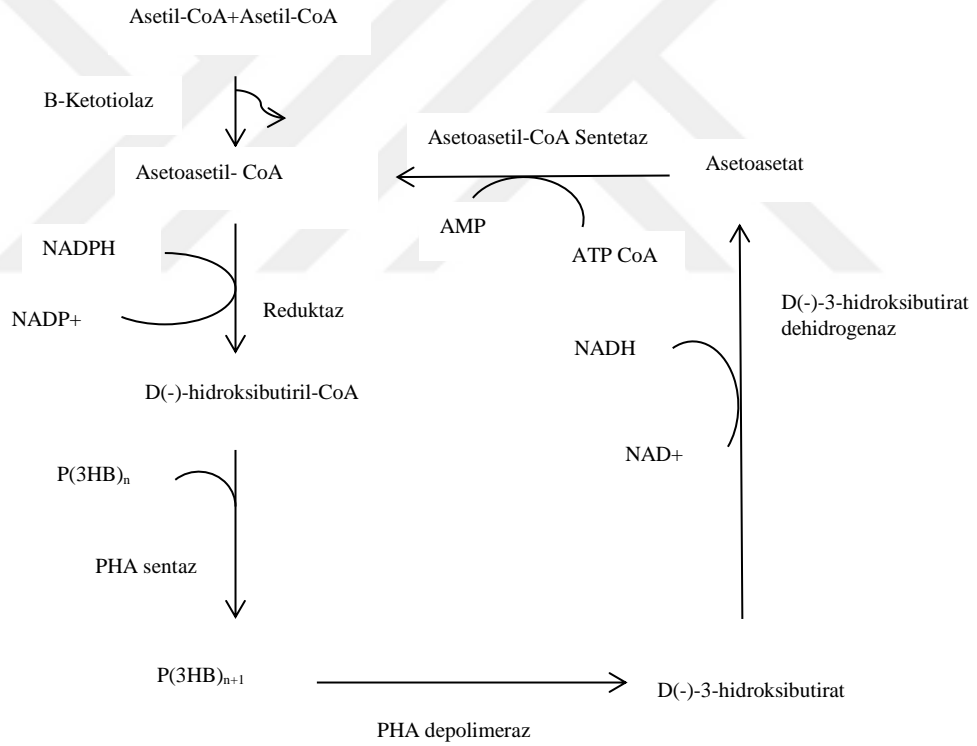 Asetil-CoA+Asetil-CoA
B-Ketotiolaz
Asetoasetil-CoA Sentetaz
Asetoasetil- CoA
Asetoasetat
AMP
ATP CoA
NADPH
NADP+
Reduktaz
D(-)-3-hidroksibutirat
dehidrogenaz
NADH
NAD+
D(-)-hidroksibutiril-CoA
P(3HB)n
PHA sentaz
P(3HB)n+1
D(-)-3-hidroksibutirat
PHA depolimeraz